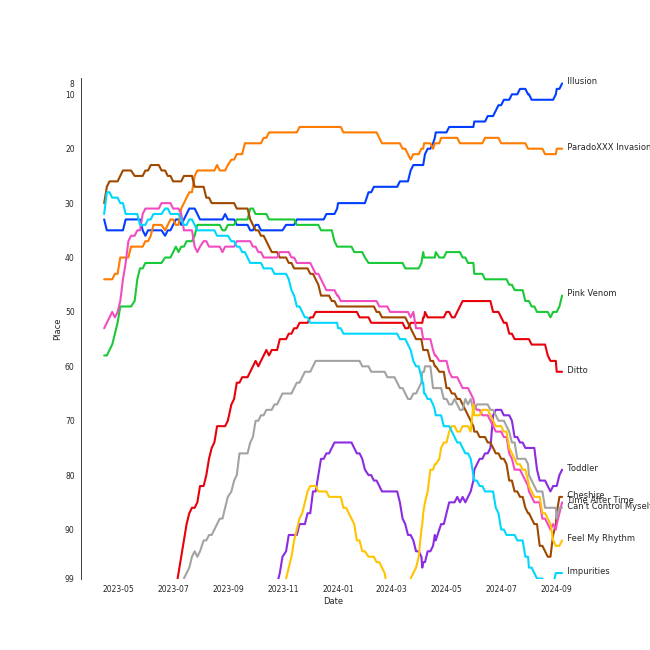 8
10
20
30
40
50
60
70
80
90
99
Place
2023-05
2023-07
2023-09
2023-11
2024-01
2024-03
2024-05
2024-07
2024-09
Date
Illusion
ParadoXXX Invasion
Pink Venom
Ditto
Toddler
Cheshire
Time After Time
Can't Control Myself
Feel My Rhythm
Impurities